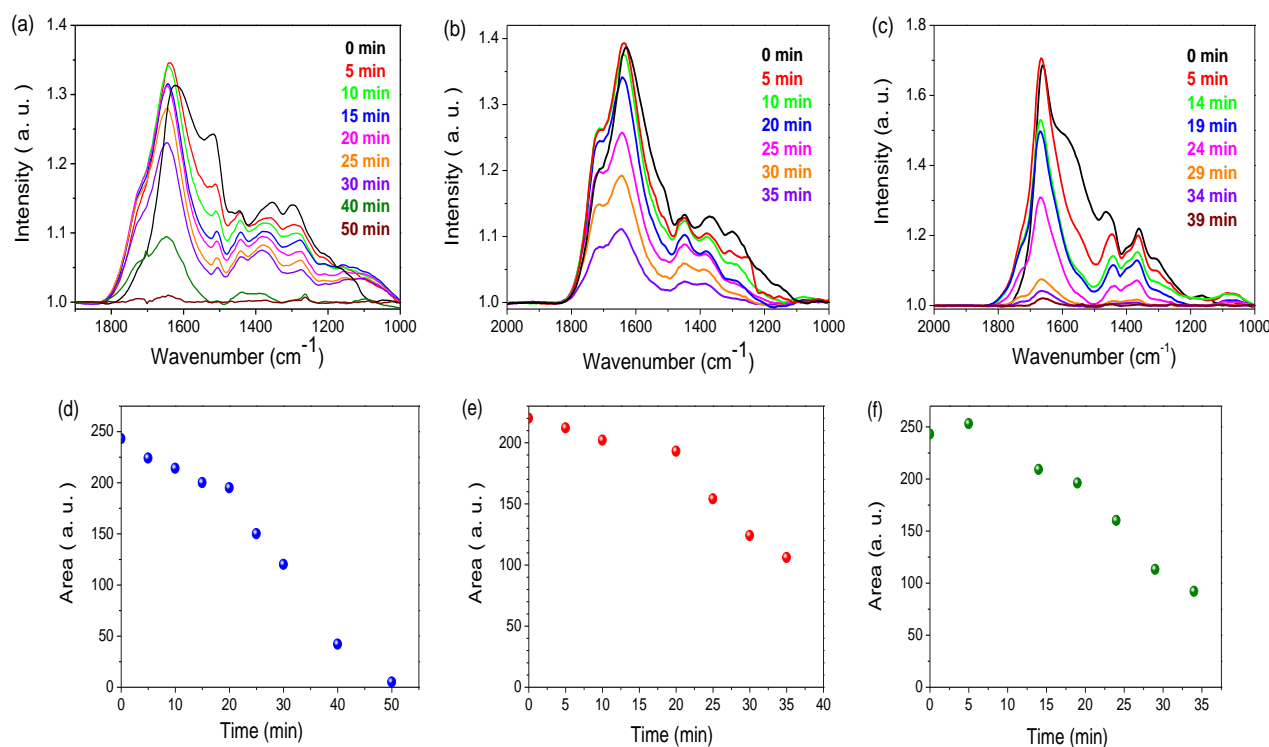 (a)
1.4
1.3
1.2
1.1
1.0
Intensity ( a. u. )
0 min
5 min
10 min
15 min
20 min
25 min
30 min
40 min
50 min
1800 1600 1400 1200 1000
Wavenumber (cm-1)
(b)
1.4
1.3
1.2
1.1
1.0
Intensity ( a. u. )
0 min
5 min
10 min
20 min
25 min
30 min
35 min
2000 1800 1600 1400 1200 1000
Wavenumber (cm-1)
(c)
1.8
1.6
1.4
1.2
1.0
Intensity (a. u.)
0 min
5 min
14 min
19 min
24 min
29 min
34 min
39 min
2000 1800 1600 1400 1200 1000
Wavenumber (cm-1)
(d)
250
200
150
100
50
0
Area ( a. u. )
0 10 20 30 40 50
Time (min)
(e)
200
150
100
50
0
Area ( a. u. )
0 5 10 15 20 25 30 35 40
Time (min)
(f)
250
200
150
100
50
0
Area (a. u.)
0 5 10 15 20 25 30 35
Time (min)